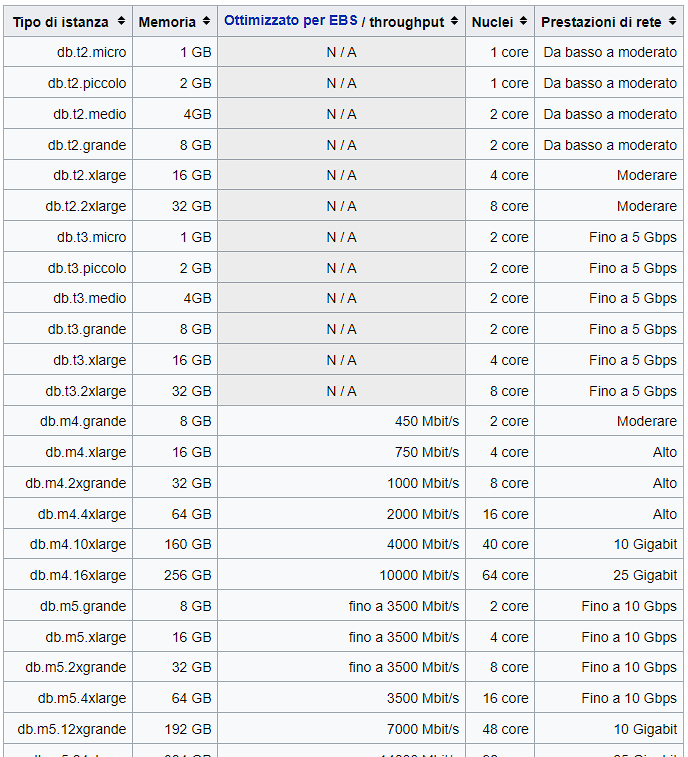 Tipo di istanza Memoria Ottimizzato per EBS / throughput Nuclei Prestazioni di rete
db.t2.micro 1 GB N / A 1 core Da basso a moderato
db.t2.piccolo 2 GB N / A 1 core Da basso a moderato
db.t2.medio 4GB N / A 2 core Da basso a moderato
db.t2.grande 8 GB N / A 2 core Da basso a moderato
db.t2.xlarge 16 GB N / A 4 core Moderare
db.t2.2xlarge 32 GB N / A 8 core Moderare
db.t3.micro 1 GB N / A 2 core Fino a 5 Gbps
db.t3.piccolo 2 GB N / A 2 core Fino a 5 Gbps
db.t3.medio 4GB N / A 2 core Fino a 5 Gbps
db.t3.grande 8 GB N / A 2 core Fino a 5 Gbps
db.t3.xlarge 16 GB N / A 4 core Fino a 5 Gbps
db.t3.2xlarge 32 GB N / A 8 core Fino a 5 Gbps
db.m4.grande 8 GB 450 Mbit/s 2 core Moderare
db.m4.xlarge 16 GB 750 Mbit/s 4 core Alto
db.m4.2xgrande 32 GB 1000 Mbit/s 8 core Alto
db.m4.4xlarge 64 GB 2000 Mbit/s 16 core Alto
db.m4.10xlarge 160 GB 4000 Mbit/s 40 core 10 Gigabit
db.m4.16xlarge 256 GB 10000 Mbit/s 64 core 25 Gigabit
db.m5.grande 8 GB fino a 3500 Mbit/s 2 core Fino a 10 Gbps
db.m5.xlarge 16 GB fino a 3500 Mbit/s 4 core Fino a 10 Gbps
db.m5.2xgrande 32 GB fino a 3500 Mbit/s 8 core Fino a 10 Gbps
db.m5.4xlarge 64 GB 3500 Mbit/s 16 core Fino a 10 Gbps
db.m5.12xgrande 192 GB 7000 Mbit/s 48 core 10 Gigabit